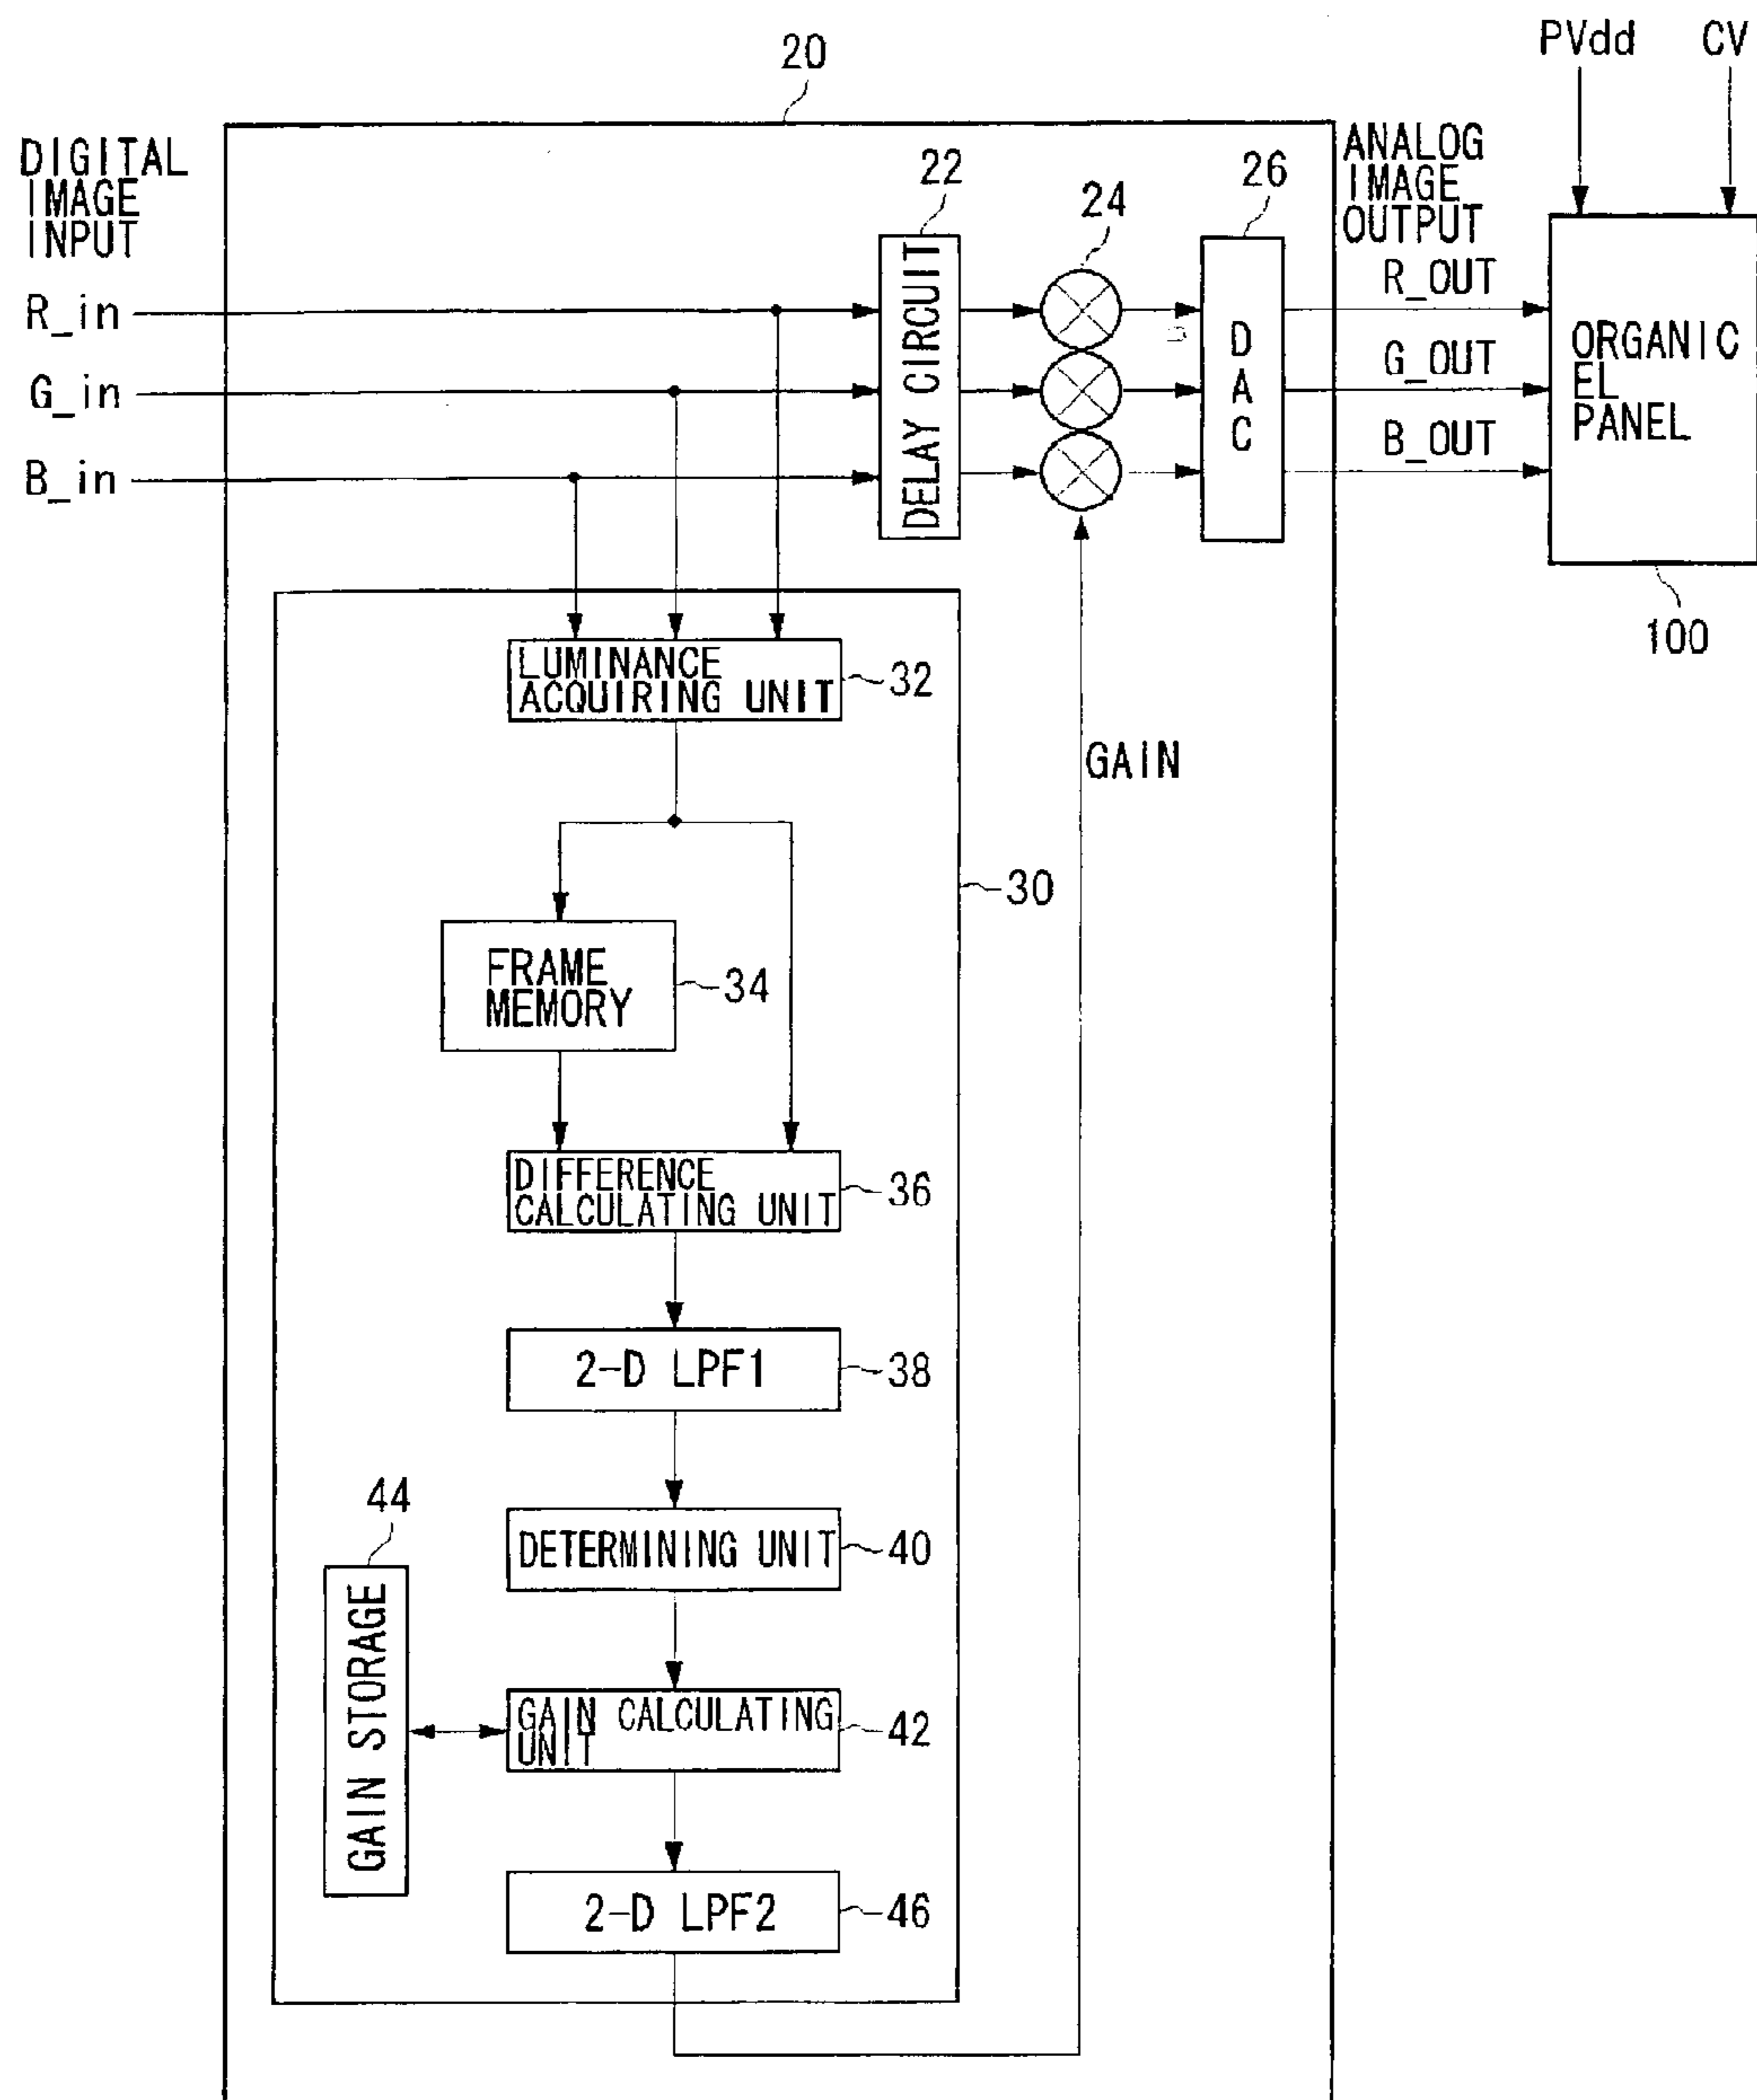 PVdd
CV
20
DIGITAL
IMAGE
INPUT
ANALOG
IMAGE
OUTPUT
22
24
26
R_in
G_in
B_in
DELAY CIRCUIT
DAC
R_OUT
G_OUT
B_OUT
ORGANIC
EL
PANEL
100
LUMINANCE
ACQUIRING UNIT
32
GAIN
30
FRAME
MEMORY
34
DIFFERENCE
CALCULATING UNIT
36
2-D LPF1
38
44
DETERMINING UNIT
40
GAIN STORAGE
GAIN CALCULATING
UNIT
42
2-D LPF2
46